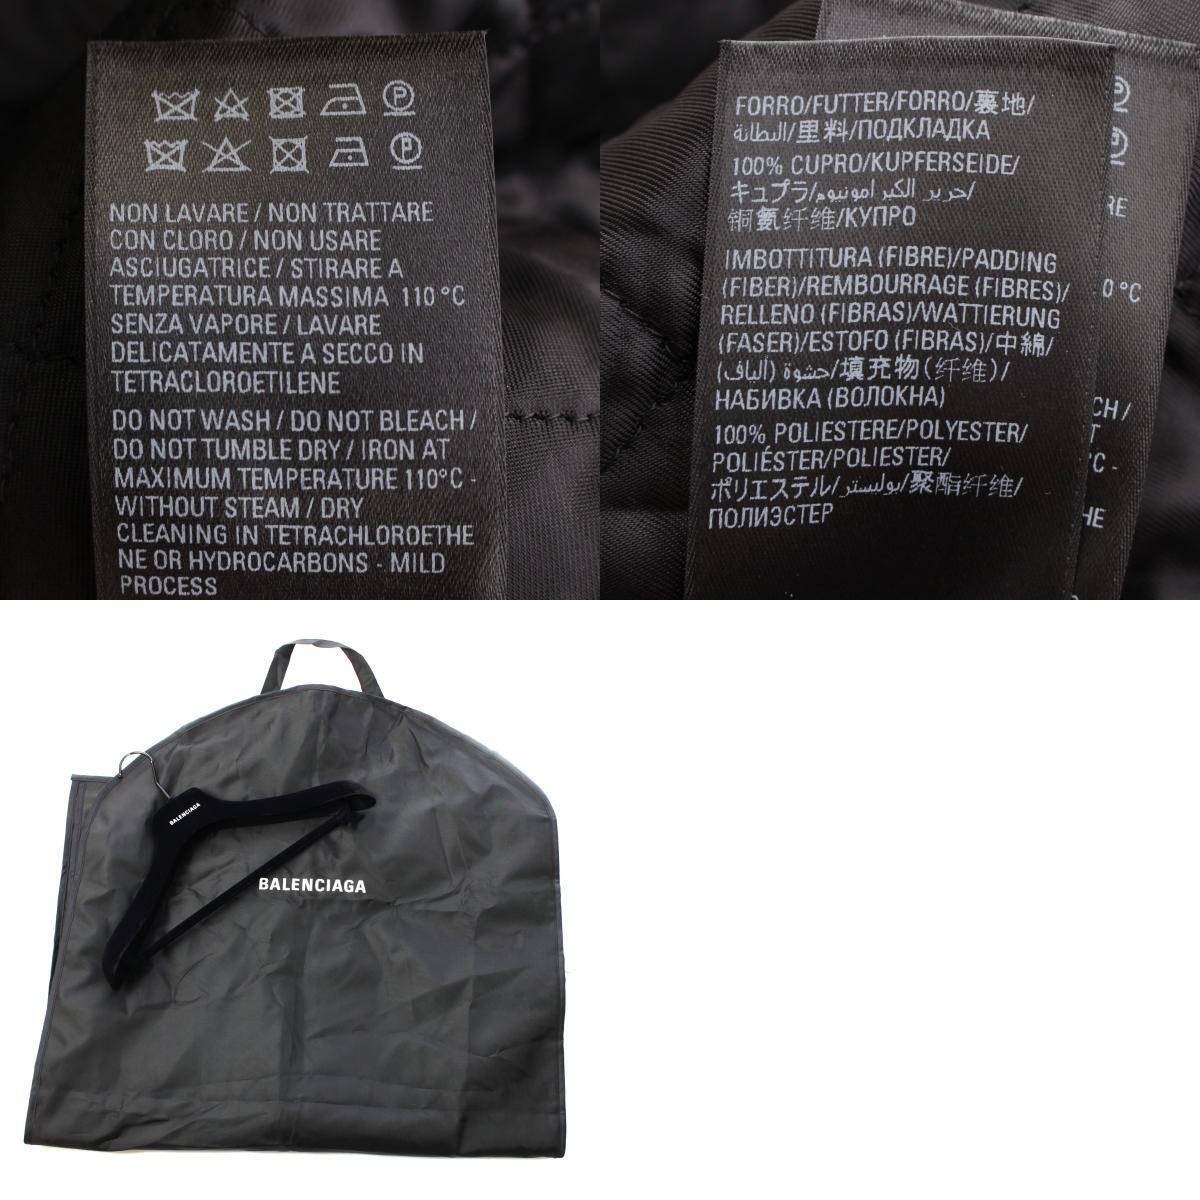 NON LAVARE / NON TRATTARE
CON CLORO / NON USARE
ASCIUGATRICE / STIRARE A
TEMPERATURA MASSIMA 110 °C
SENZA VAPORE / LAVARE
DELICATAMENTE A SECCO IN
TETRACLOROETILENE
DO NOT WASH / DO NOT BLEACH /
DO NOT TUMBLE DRY / IRON AT
MAXIMUM TEMPERATURE 110°C -
WITHOUT STEAM / DRY
CLEANING IN TETRACHLOROETHE
NE OR HYDROCARBONS - MILD
PROCESS
FORRO/FUTTER/FORRO/裏地/
البطانة/里料/ПОДКЛАДКА
100% CUPRO/KUPFERSEIDE/
キュプラ/حرير الكبر امونيوم/
铜氨纤维/КУПРО
IMBOTTITURA (FIBRE)/PADDING
(FIBER)/REMBOURRAGE (FIBRES)/
RELLENO (FIBRAS)/WATTIERUNG
(FASER)/ESTOFO (FIBRAS)/中綿/
حشوة (ألياف)/填充物(纤维)/
НАБИВКА (ВОЛОКНА)
100% POLIESTERE/POLYESTER/
POLIÉSTER/POLIESTER/
ポリエステル/بوليستر/聚酯纤维/
ПОЛИЭСТЕР
RE
0 °C
CH /
T
°C -
HE
BALENCIAGA
BALENCIAGA